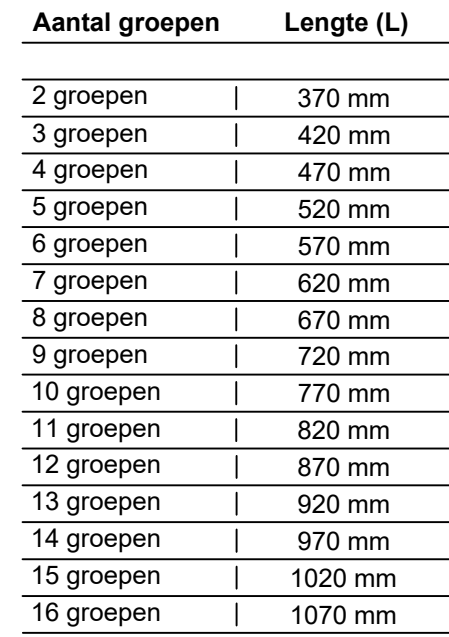 Aantal groepen Lengte (L)
2 groepen | 370 mm
3 groepen | 420 mm
4 groepen | 470 mm
5 groepen | 520 mm
6 groepen | 570 mm
7 groepen | 620 mm
8 groepen | 670 mm
9 groepen | 720 mm
10 groepen | 770 mm
11 groepen | 820 mm
12 groepen | 870 mm
13 groepen | 920 mm
14 groepen | 970 mm
15 groepen | 1020 mm
16 groepen | 1070 mm